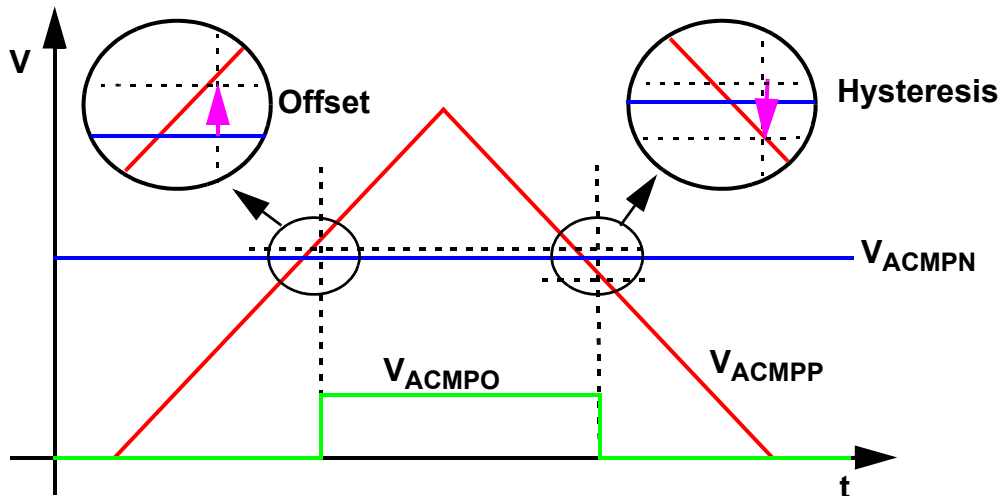 V
Offset
Hysteresis
VACMPN
VACMPO
VACMPP
t